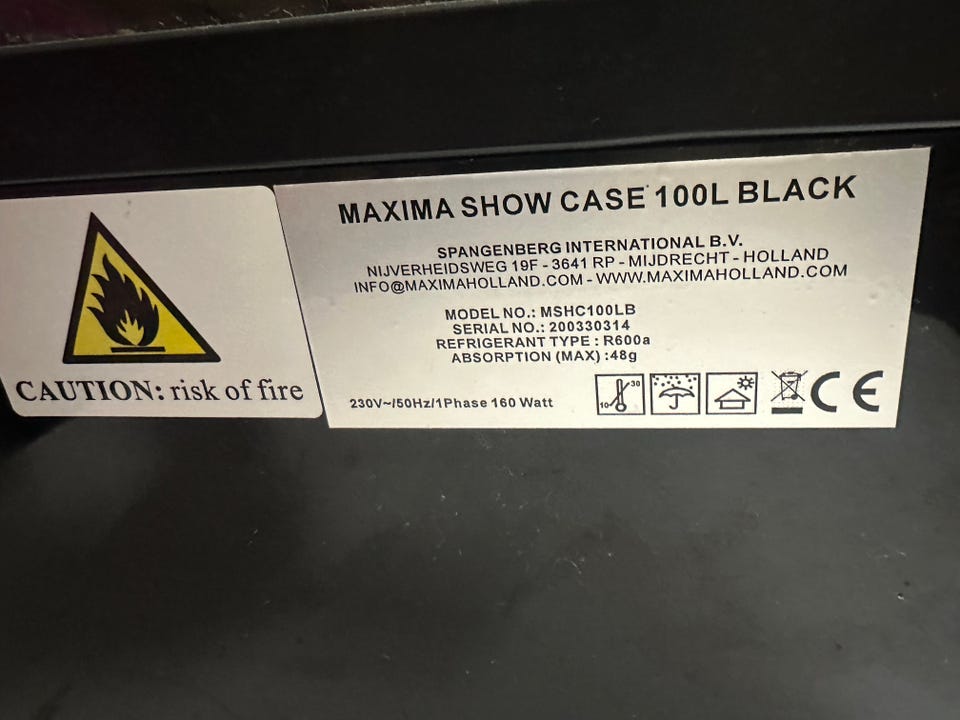 CAUTION: risk of fire
MAXIMA SHOW CASE 100L BLACK
SPANGENBERG INTERNATIONAL B.V.
NIJVERHEIDSWEG 19F - 3641 RP - MIJDRECHT - HOLLAND
INFO@MAXIMAHOLLAND.COM - WWW.MAXIMAHOLLAND.COM
MODEL NO.: MSHC100LB
SERIAL NO.: 200330314
REFRIGERANT TYPE : R600a
ABSORPTION (MAX) :48g
230V~/50Hz/1Phase 160 Watt
10 30
CE